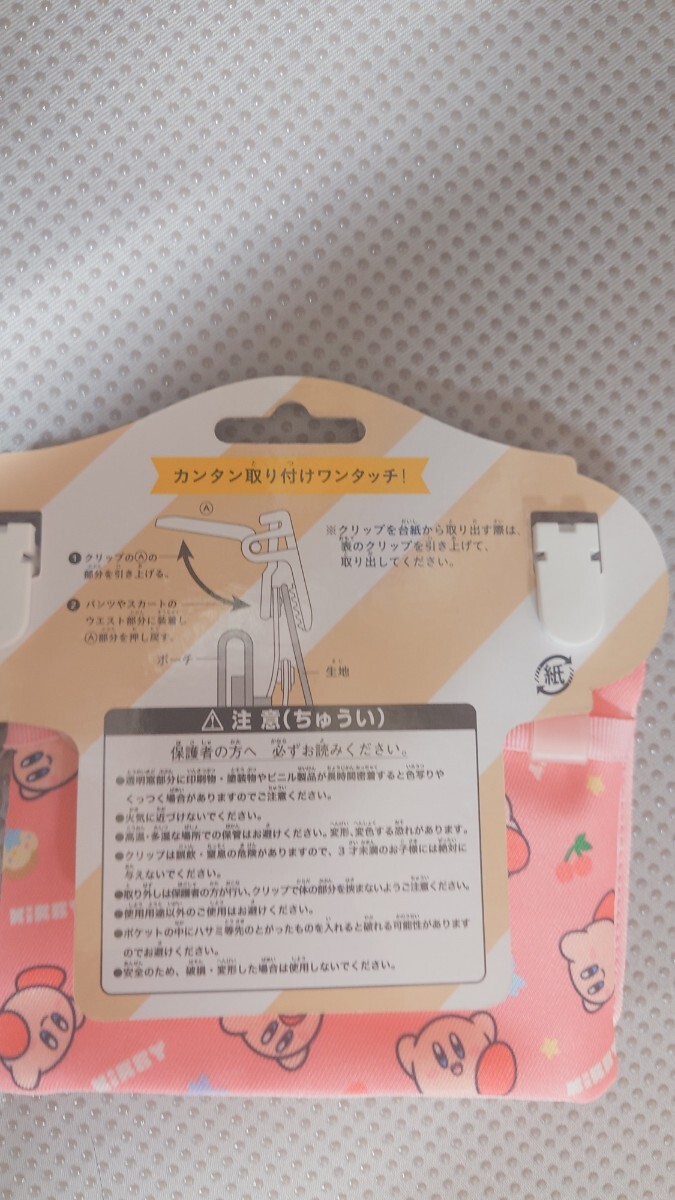 カンタン取り付けワンタッチ!
Ⓐ
❶ クリップのⒶの
部分を引き上げる、
❷ パンツやスカートの
ウエスト部分に装着し
Ⓐ部分を押し戻す。
※クリップを台紙から取り出す際は、
表のクリップを引き上げて、
取り出してください。
ポーチ
生地
紙
⚠ 注 意(ちゅうい)
保護者の方へ 必ずお読みください。
●透明窓部分に印刷物・塗装物やビニル製品が長時間密着すると色写りや
くっつく場合がありますのでご注意ください。
●火気に近づけないでください。
●高温・多湿な場所での保管はお避けください。変形、変色する恐れがあります。
●クリップは誤飲・窒息の危険がありますので、3才未満のお子様には絶対に
与えないでください。
●取り外しは保護者の方が行い、クリップで体の部分を挟まないようご注意ください。
●使用用途以外のご使用はお避けください。
●ポケットの中にハサミ等先のとがったものを入れると破れる可能性があります
のでお避けください。
●安全のため、破損・変形した場合は使用しないでください。
KiRBY
KiRBY
KiRBY